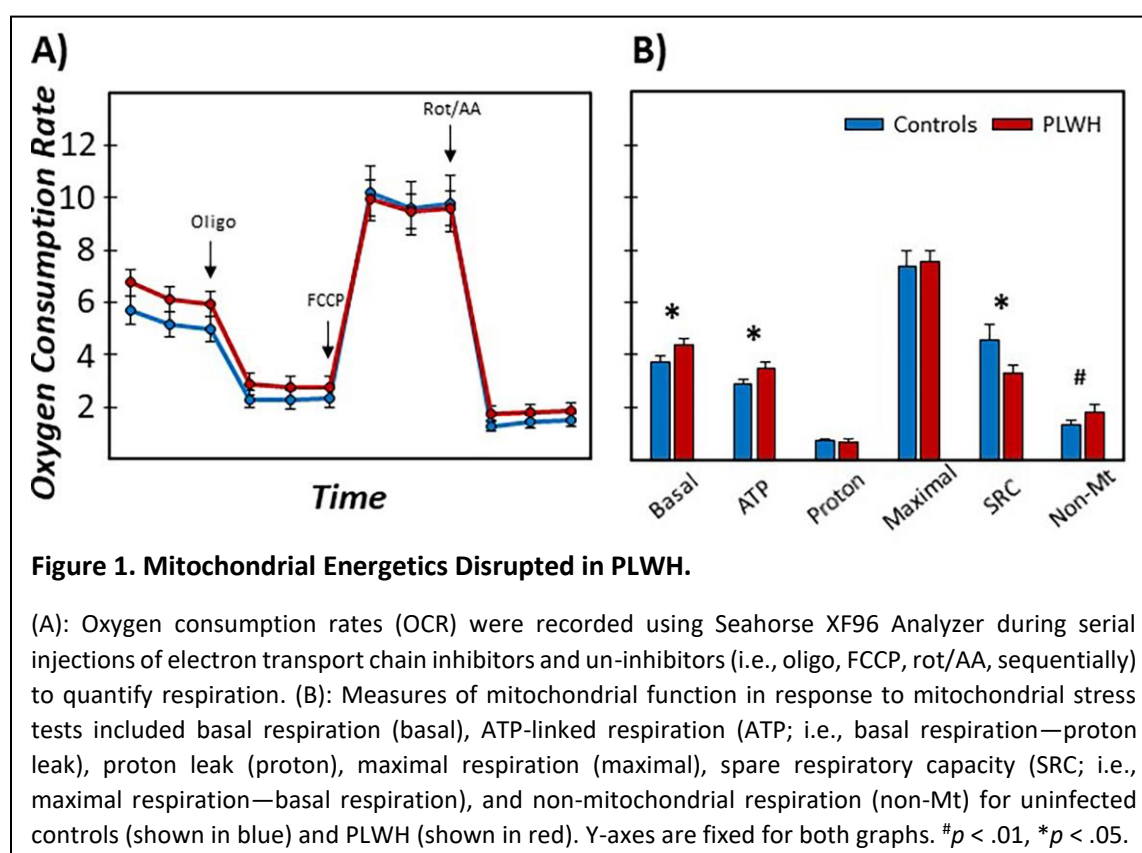 A)
B)
Oxygen Consumption Rate
12
10
8
6
4
2
Oligo
FCCP
Rot/AA
Time
Controls
PLWH
*
*
*
#
Basal
ATP
Proton
Maximal
SRC
Non-Mt
Figure 1. Mitochondrial Energetics Disrupted in PLWH.
(A): Oxygen consumption rates (OCR) were recorded using Seahorse XF96 Analyzer during serial
injections of electron transport chain inhibitors and un-inhibitors (i.e., oligo, FCCP, rot/AA, sequentially)
to quantify respiration. (B): Measures of mitochondrial function in response to mitochondrial stress
tests included basal respiration (basal), ATP-linked respiration (ATP; i.e., basal respiration—proton
leak), proton leak (proton), maximal respiration (maximal), spare respiratory capacity (SRC; i.e.,
maximal respiration—basal respiration), and non-mitochondrial respiration (non-Mt) for uninfected
controls (shown in blue) and PLWH (shown in red). Y-axes are fixed for both graphs. #p < .01, *p < .05.